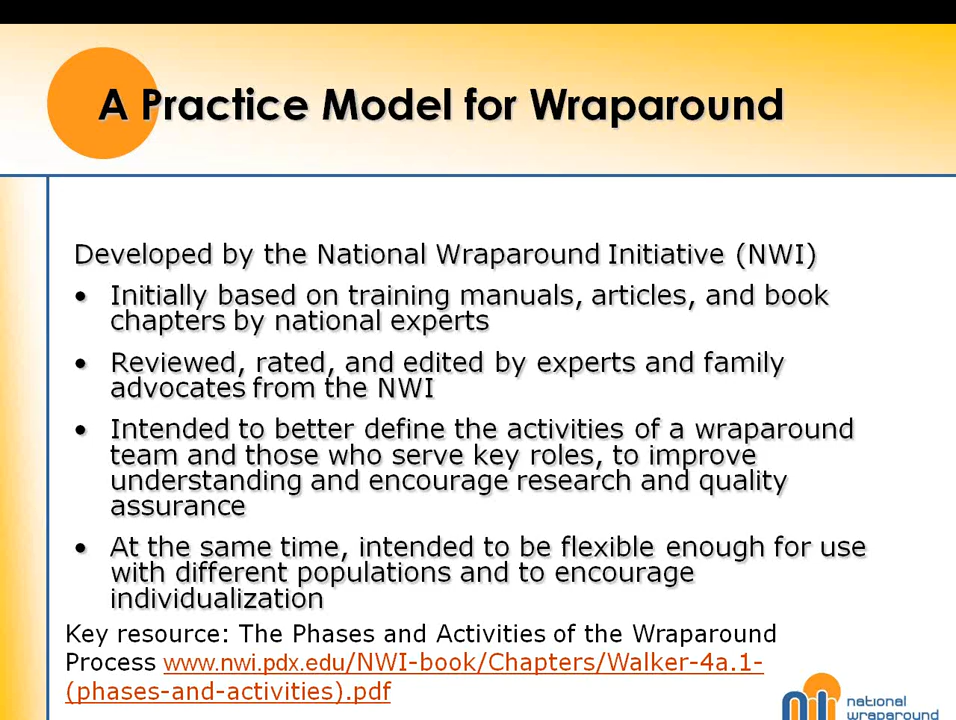 A Practice Model for Wraparound
Developed by the National Wraparound Initiative (NWI)
• Initially based on training manuals, articles, and book
chapters by national experts
• Reviewed, rated, and edited by experts and family
advocates from the NWI
• Intended to better define the activities of a wraparound
team and those who serve key roles, to improve
understanding and encourage research and quality
assurance
• At the same time, intended to be flexible enough for use
with different populations and to encourage
individualization
Key resource: The Phases and Activities of the Wraparound
Process www.nwi.pdx.edu/NWI-book/Chapters/Walker-4a.1-
(phases-and-activities).pdf
national
wraparound